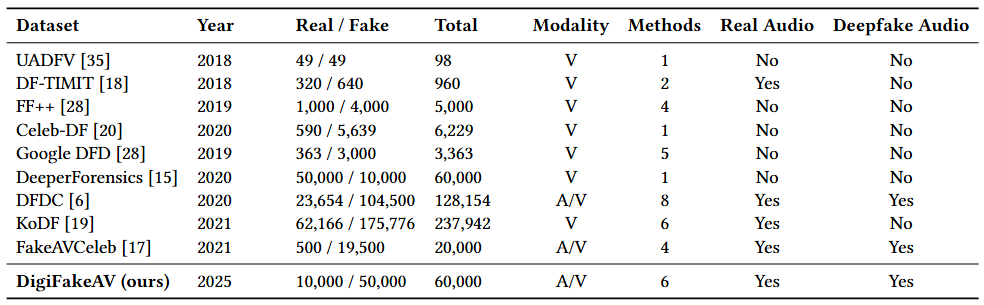 Dataset Year Real / Fake Total Modality Methods Real Audio Deepfake Audio
UADFV [35] 2018 49 / 49 98 V 1 No No
DF-TIMIT [18] 2018 320 / 640 960 V 2 Yes No
FF++ [28] 2019 1,000 / 4,000 5,000 V 4 No No
Celeb-DF [20] 2020 590 / 5,639 6,229 V 1 No No
Google DFD [28] 2019 363 / 3,000 3,363 V 5 No No
DeeperForensics [15] 2020 50,000 / 10,000 60,000 V 1 No No
DFDC [6] 2020 23,654 / 104,500 128,154 A/V 8 Yes Yes
KoDF [19] 2021 62,166 / 175,776 237,942 V 6 Yes No
FakeAVCeleb [17] 2021 500 / 19,500 20,000 A/V 4 Yes Yes
DigiFakeAV (ours) 2025 10,000 / 50,000 60,000 A/V 6 Yes Yes